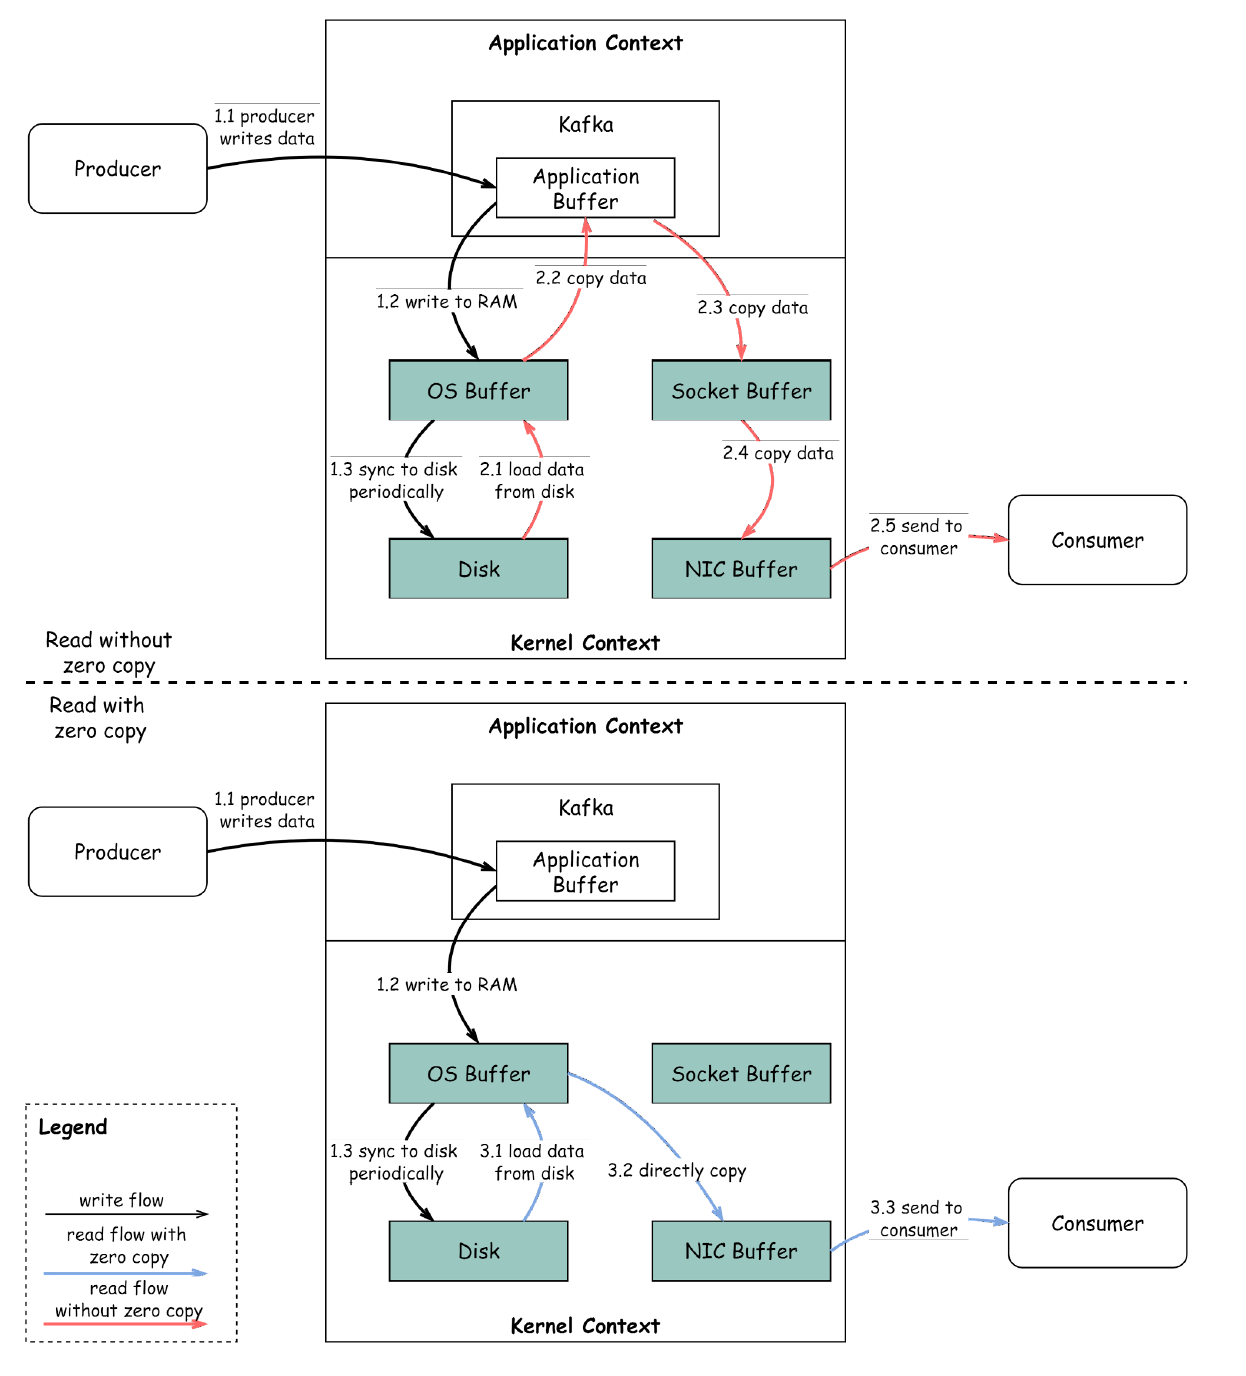 Application Context
1.1 producer
writes data
Kafka
Producer
Application
Buffer
2.2 copy data
1.2 write to RAM
2.3 copy data
OS Buffer
Socket Buffer
2.4 copy data
1.3 sync to disk
periodically
2.1 load data
from disk
2.5 send to
consumer
Consumer
Disk
NIC Buffer
Kernel Context
Read without
zero copy
Read with
zero copy
Application Context
1.1 producer
writes data
Kafka
Producer
Application
Buffer
1.2 write to RAM
OS Buffer
Socket Buffer
1.3 sync to disk
periodically
3.1 load data
from disk
3.2 directly copy
3.3 send to
consumer
Consumer
Disk
NIC Buffer
Kernel Context
Legend
write flow
read flow with
zero copy
read flow
without zero copy